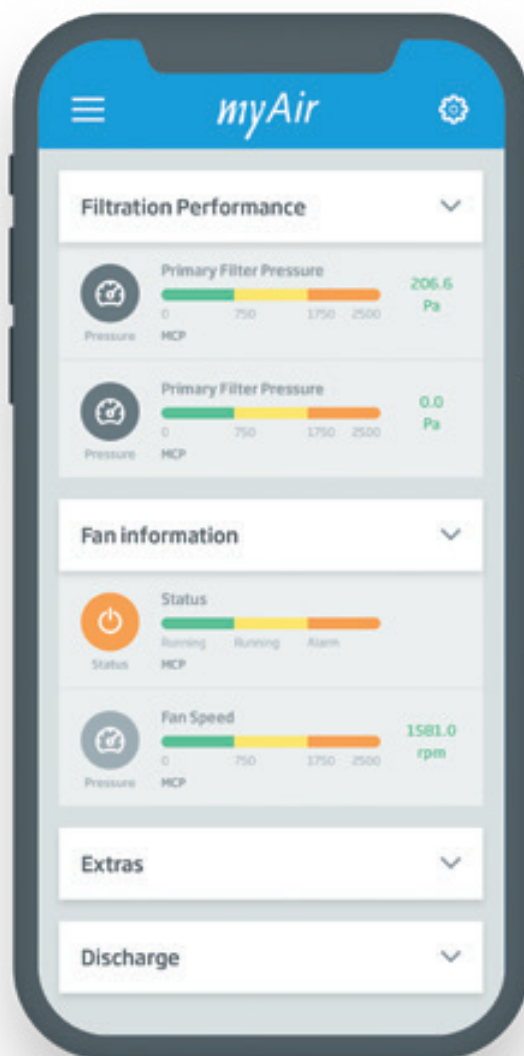 myAir
Filtration Performance
Primary Filter Pressure
206.6
Pa
0 750 1750 2500
Pressure MCP
Primary Filter Pressure
0.0
Pa
0 750 1750 2500
Pressure MCP
Fan information
Status
Running Running Alarm
Status MCP
Fan Speed
1581.0
rpm
0 750 1750 2500
Pressure MCP
Extras
Discharge